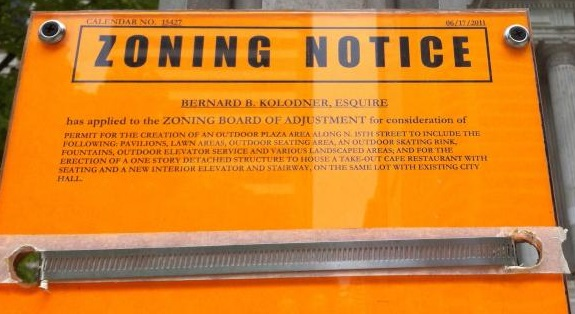 CALENDAR NO. 15427 06/17/2011
ZONING NOTICE
BERNARD B. KOLODNER, ESQUIRE
has applied to the ZONING BOARD OF ADJUSTMENT for consideration of
PERMIT FOR THE CREATION OF AN OUTDOOR PLAZA AREA ALONG N. 15TH STREET TO INCLUDE THE
FOLLOWING: PAVILIONS, LAWN AREAS, OUTDOOR SEATING AREA, AN OUTDOOR SKATING RINK,
FOUNTAINS, OUTDOOR ELEVATOR SERVICE AND VARIOUS LANDSCAPED AREAS; AND FOR THE
ERECTION OF A ONE STORY DETACHED STRUCTURE TO HOUSE A TAKE-OUT CAFE RESTAURANT WITH
SEATING AND A NEW INTERIOR ELEVATOR AND STAIRWAY, ON THE SAME LOT WITH EXISTING CITY
HALL.